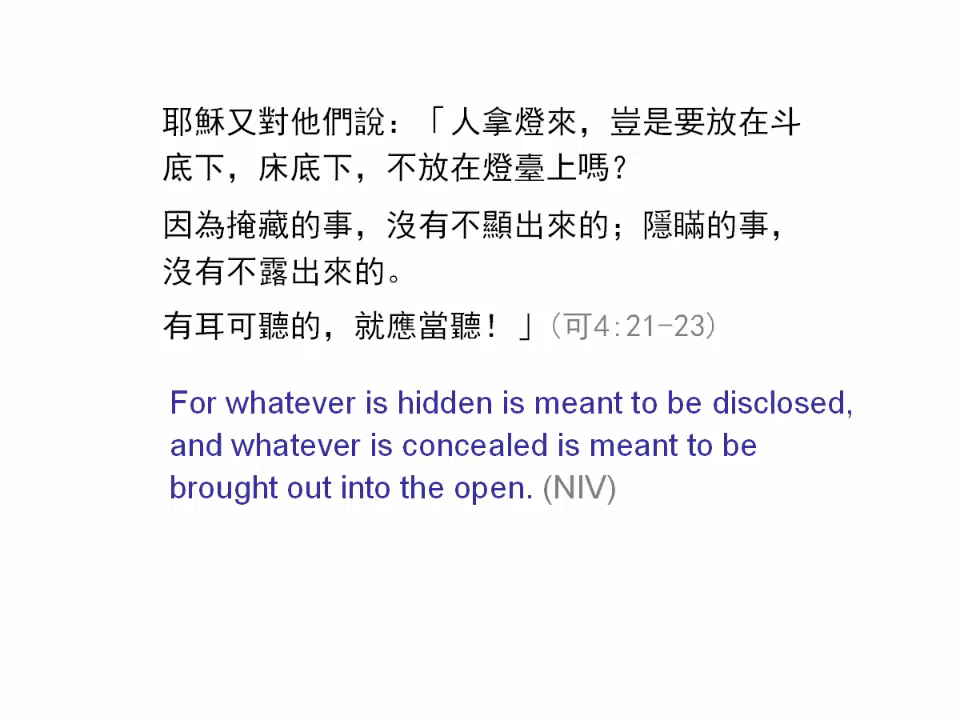 耶穌又對他們說：「人拿燈來，豈是要放在斗
底下，床底下，不放在燈臺上嗎？
因為掩藏的事，沒有不顯出來的；隱瞞的事，
沒有不露出來的。
有耳可聽的，就應當聽！」(可4:21-23)
For whatever is hidden is meant to be disclosed,
and whatever is concealed is meant to be
brought out into the open. (NIV)